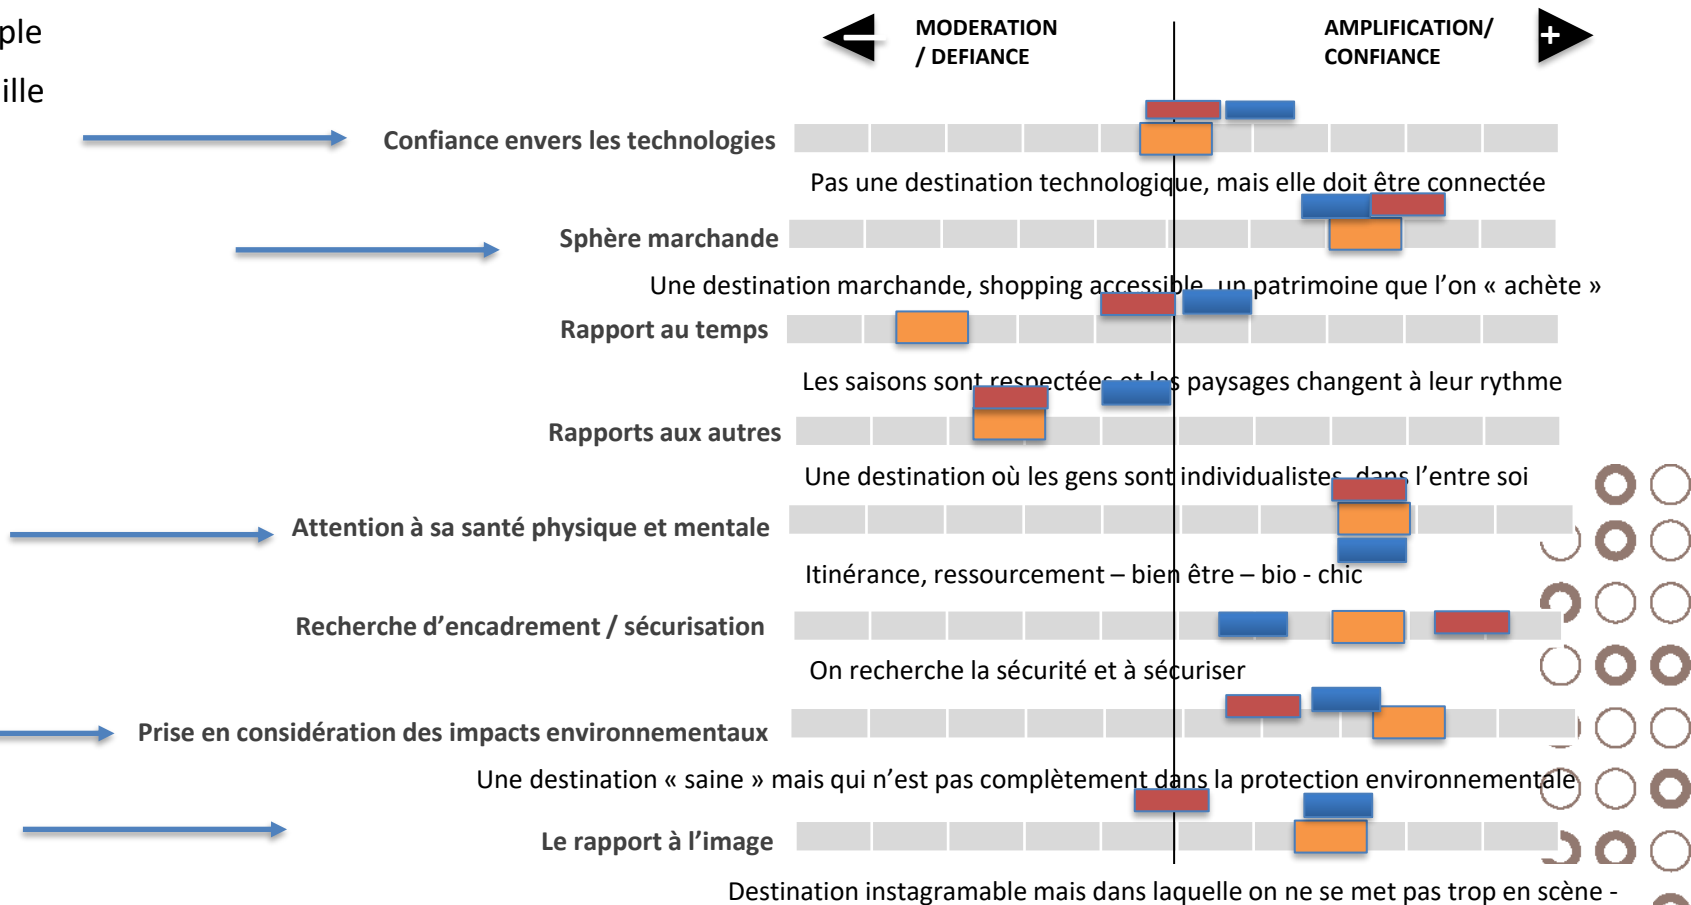 MODERATION
/ DEFIANCE
AMPLIFICATION/
CONFIANCE
+
Confiance envers les technologies
Pas une destination technologique, mais elle doit être connectée
Sphère marchande
Une destination marchande, shopping accessible, un patrimoine que l’on « achète »
Rapport au temps
Les saisons sont respectées et les paysages changent à leur rythme
Rapports aux autres
Une destination où les gens sont individualistes, dans l’entre soi
Attention à sa santé physique et mentale
Itinérance, ressourcement – bien être – bio - chic
Recherche d’encadrement / sécurisation
On recherche la sécurité et à sécuriser
Prise en considération des impacts environnementaux
Une destination « saine » mais qui n’est pas complètement dans la protection environnementale
Le rapport à l’image
Destination instagramable mais dans laquelle on ne se met pas trop en scène -